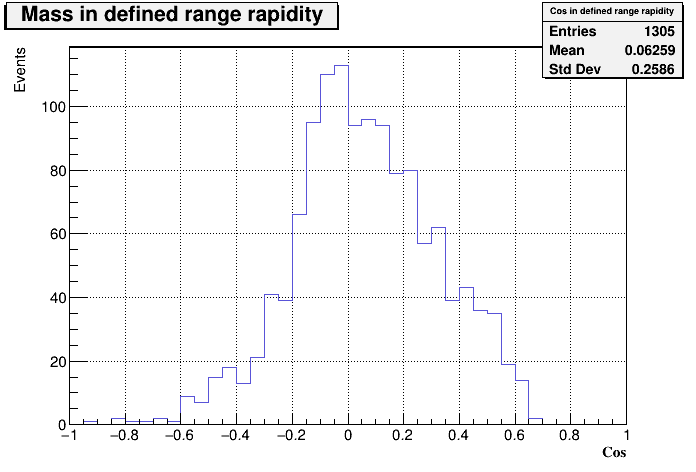 Mass in defined range rapidity
Cos in defined range rapidity
Entries 1305
Mean 0.06259
Std Dev 0.2586
Events
100
80
60
40
20
0
−1 −0.8 −0.6 −0.4 −0.2 0 0.2 0.4 0.6 0.8 1
Cos